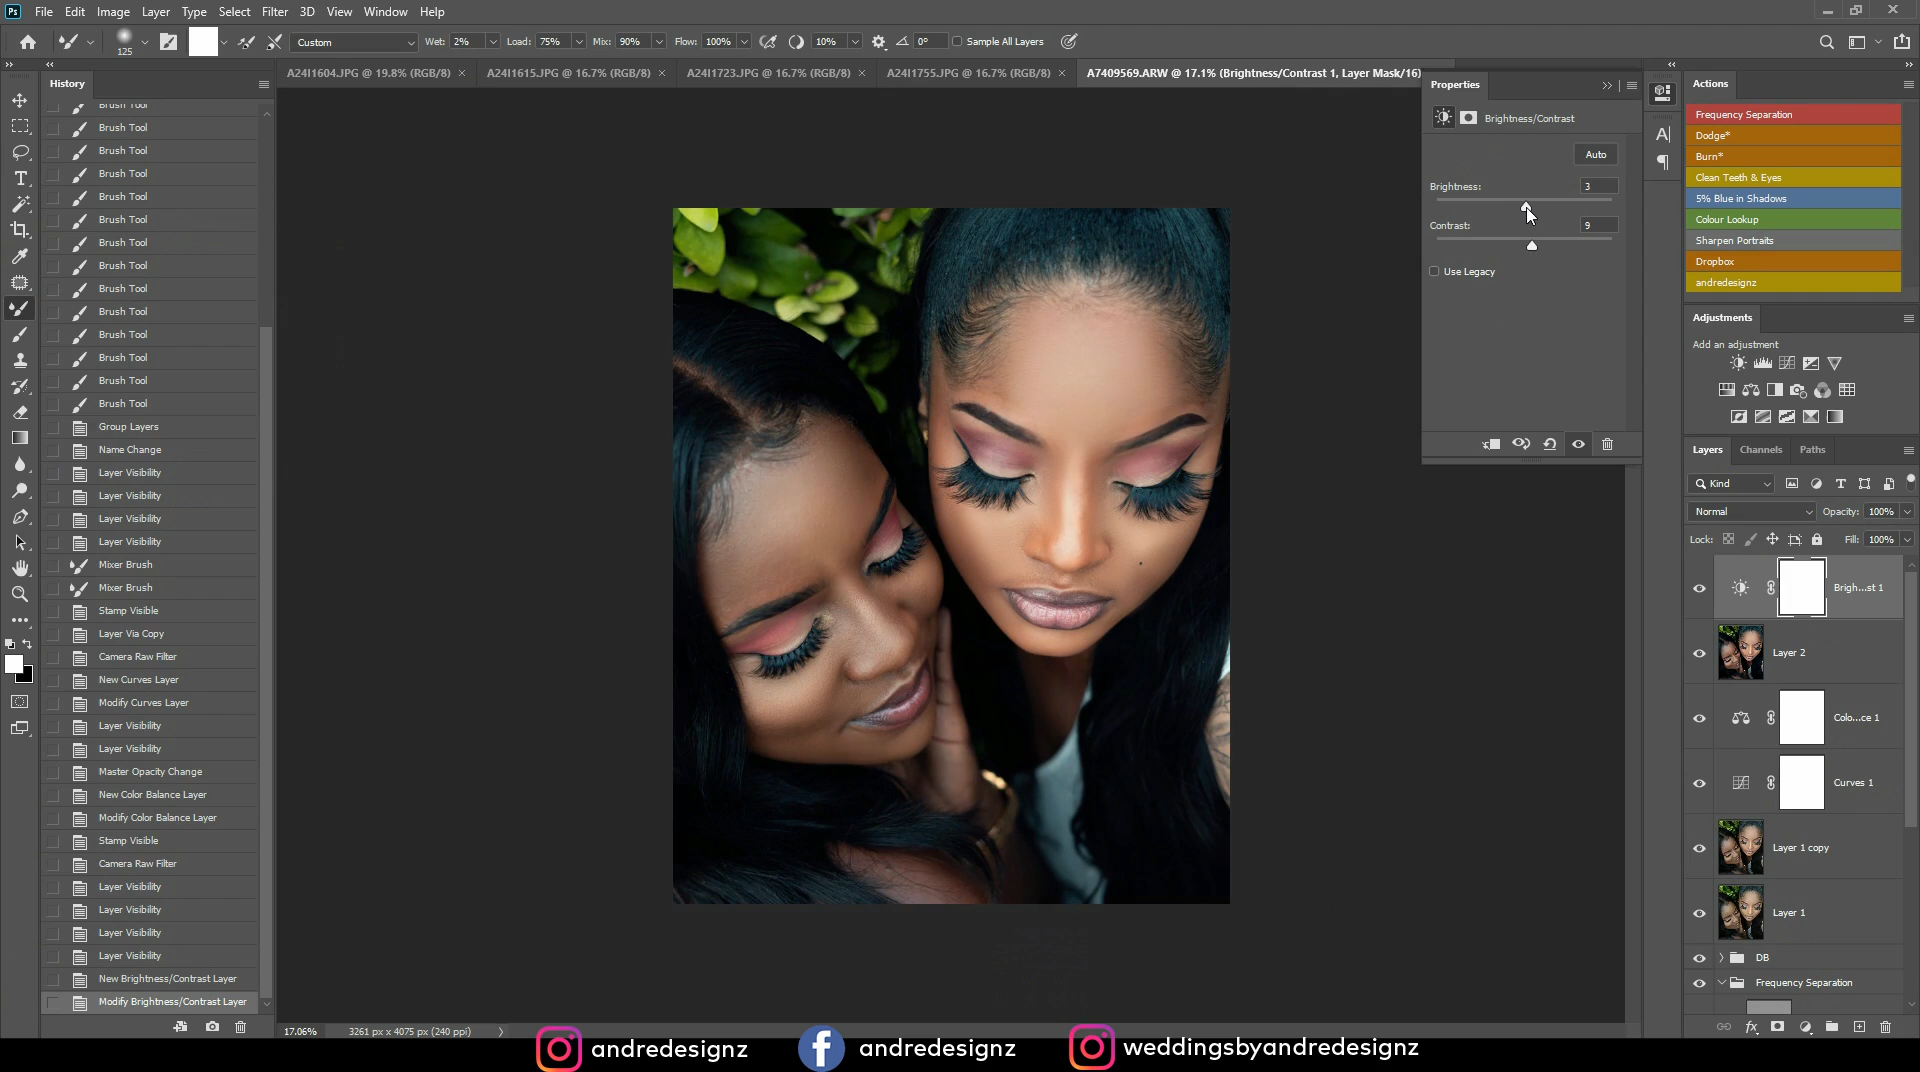 Ps File Edit Image Layer Type Select Filter 3D View Window Help
125 Custom Wet: 2% Load: 75% Mix: 90% Flow: 100% 10% 0° Sample All Layers
A24I1604.JPG @ 19.8% (RGB/8) A24I1615.JPG @ 16.7% (RGB/8) A24I1723.JPG @ 16.7% (RGB/8) A24I1755.JPG @ 16.7% (RGB/8) A7409569.ARW @ 17.1% (Brightness/Contrast 1, Layer Mask/16)
History
Brush Tool
Brush Tool
Brush Tool
Brush Tool
Brush Tool
Brush Tool
Brush Tool
Brush Tool
Brush Tool
Brush Tool
Brush Tool
Brush Tool
Brush Tool
Brush Tool
Group Layers
Name Change
Layer Visibility
Layer Visibility
Layer Visibility
Layer Visibility
Mixer Brush
Mixer Brush
Stamp Visible
Layer Via Copy
Camera Raw Filter
New Curves Layer
Modify Curves Layer
Layer Visibility
Layer Visibility
Master Opacity Change
New Color Balance Layer
Modify Color Balance Layer
Stamp Visible
Camera Raw Filter
Layer Visibility
Layer Visibility
Layer Visibility
Layer Visibility
New Brightness/Contrast Layer
Modify Brightness/Contrast Layer
Properties
Brightness/Contrast
Auto
Brightness: 3
Contrast: 9
Use Legacy
Actions
Frequency Separation
Dodge*
Burn*
Clean Teeth & Eyes
5% Blue in Shadows
Colour Lookup
Sharpen Portraits
Dropbox
andredesignz
Adjustments
Add an adjustment
Layers Channels Paths
Kind
Normal Opacity: 100%
Lock: Fill: 100%
Brigh...st 1
Layer 2
Colo...ce 1
Curves 1
Layer 1 copy
Layer 1
DB
Frequency Separation
17.06% 3261 px x 4075 px (240 ppi)
andredesignz andredesignz weddingsbyandredesignz